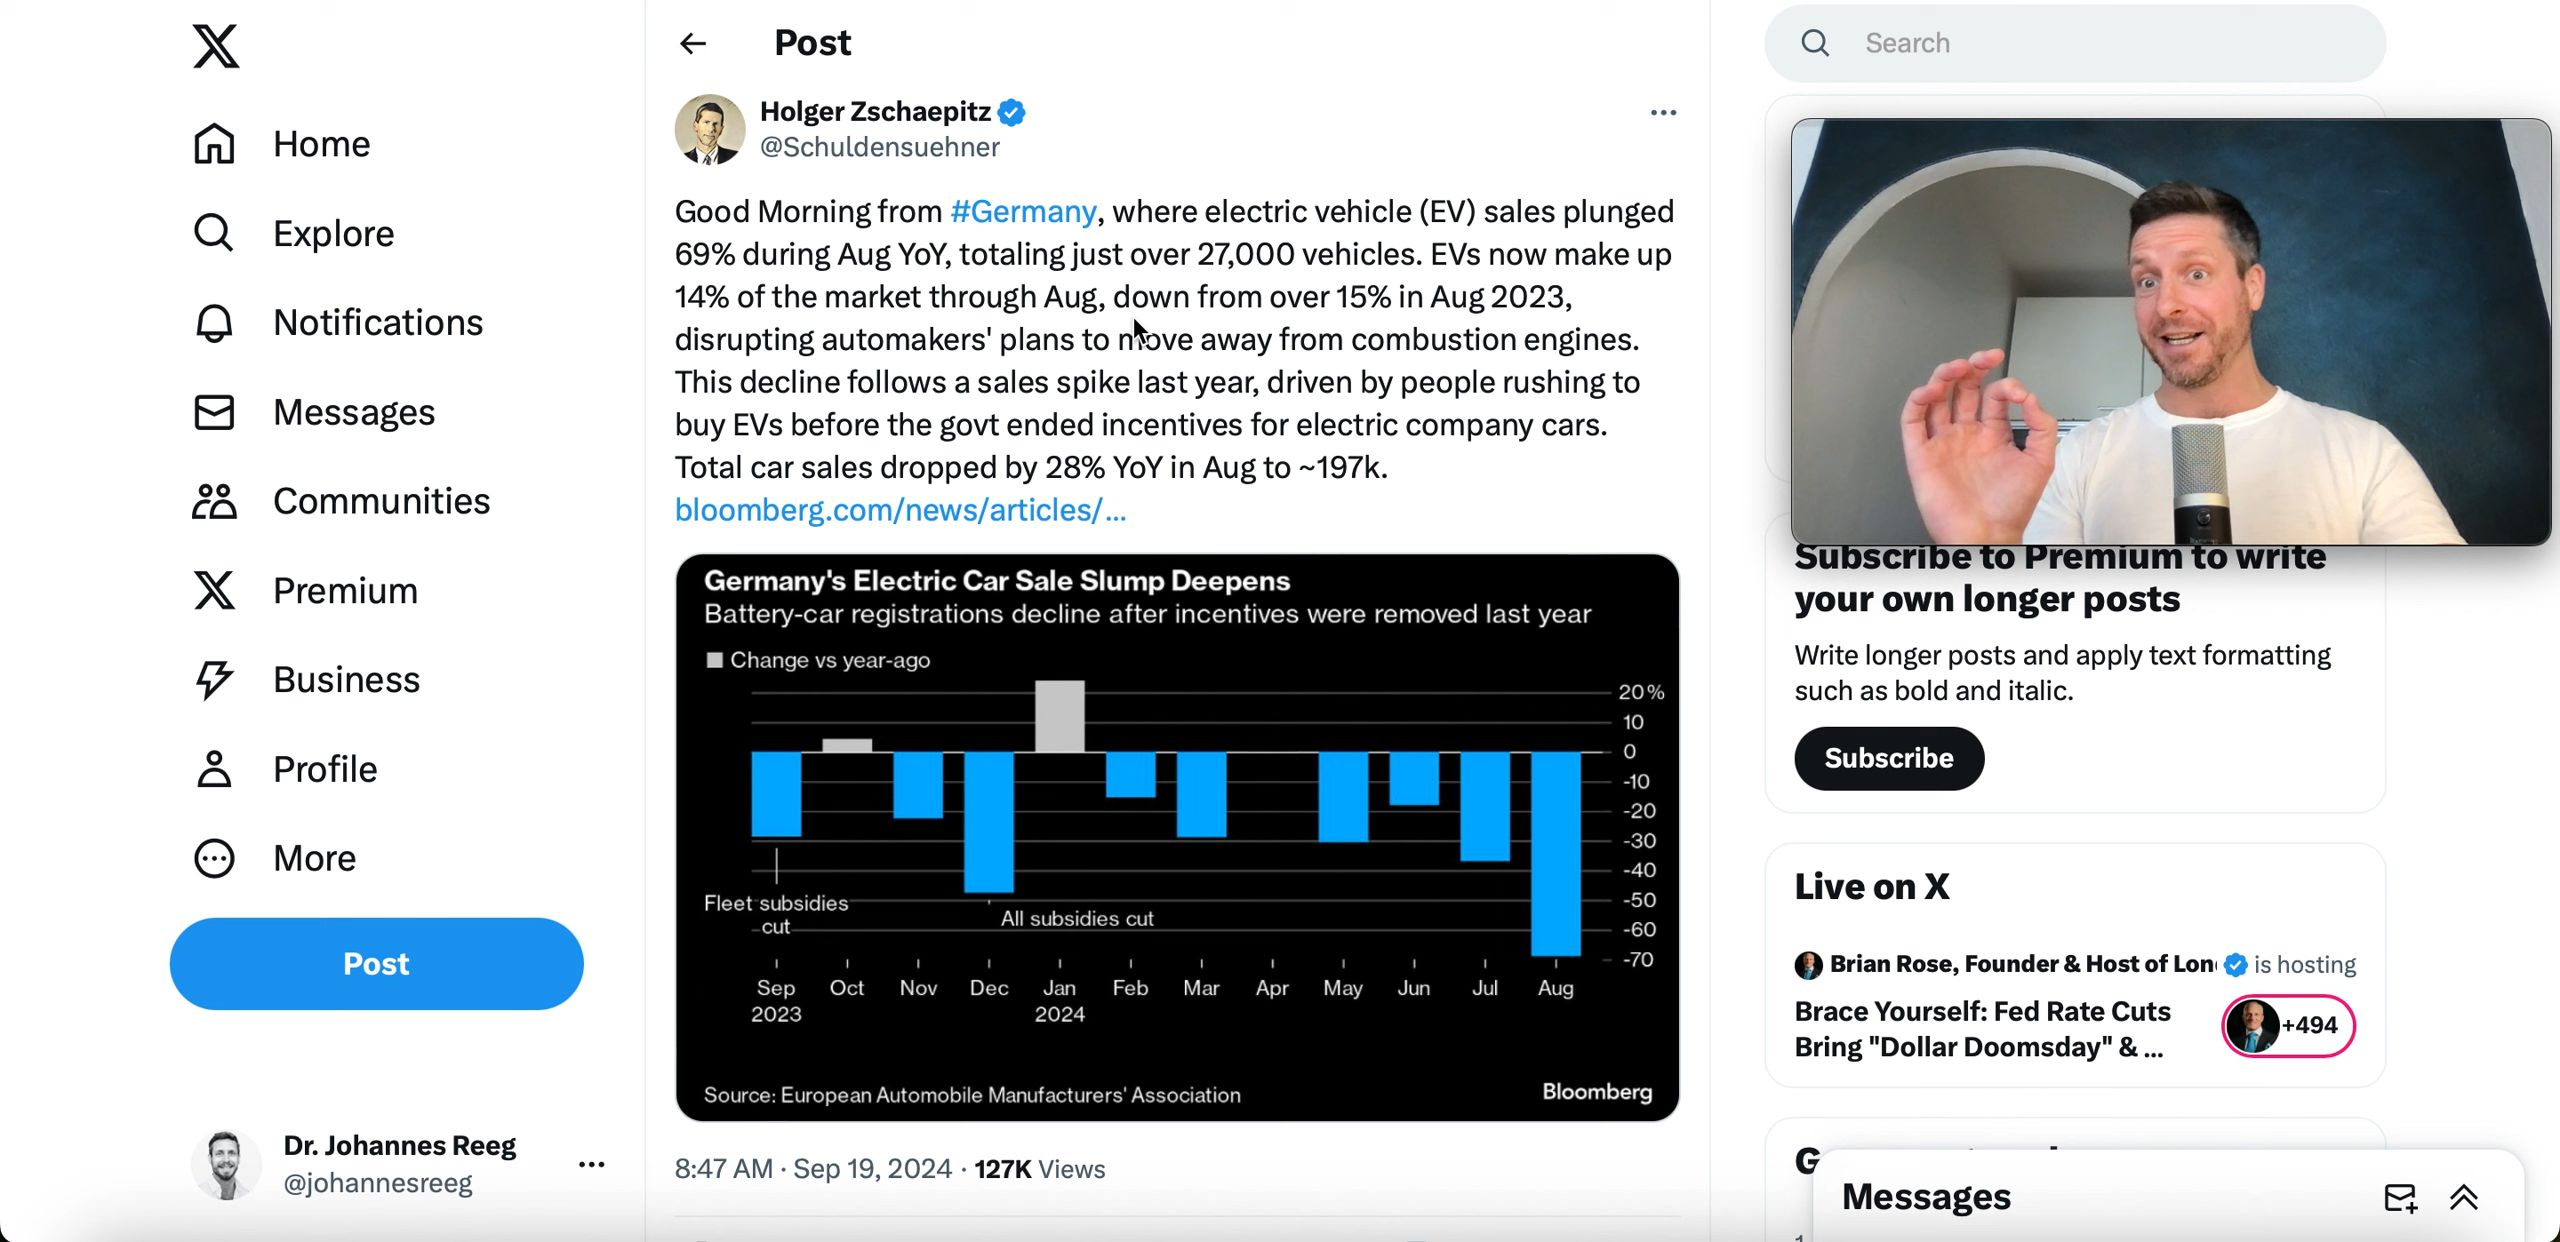 Home
Explore
Notifications
Messages
Communities
Premium
Business
Profile
More
Post
Dr. Johannes Reeg
@johannesreeg
Post
Holger Zschaepitz
@Schuldensuehner
Good Morning from #Germany, where electric vehicle (EV) sales plunged
69% during Aug YoY, totaling just over 27,000 vehicles. EVs now make up
14% of the market through Aug, down from over 15% in Aug 2023,
disrupting automakers' plans to move away from combustion engines.
This decline follows a sales spike last year, driven by people rushing to
buy EVs before the govt ended incentives for electric company cars.
Total car sales dropped by 28% YoY in Aug to ~197k.
bloomberg.com/news/articles/...
Germany's Electric Car Sale Slump Deepens
Battery-car registrations decline after incentives were removed last year
Change vs year-ago
20%
10
0
-10
-20
-30
-40
-50
-60
-70
Fleet subsidies
cut
All subsidies cut
Sep Oct Nov Dec Jan Feb Mar Apr May Jun Jul Aug
2023 2024
Source: European Automobile Manufacturers' Association
Bloomberg
8:47 AM · Sep 19, 2024 · 127K Views
Search
Subscribe to Premium to write
your own longer posts
Write longer posts and apply text formatting
such as bold and italic.
Subscribe
Live on X
Brian Rose, Founder & Host of Lon is hosting
Brace Yourself: Fed Rate Cuts
Bring "Dollar Doomsday" & ...
+494
Messages